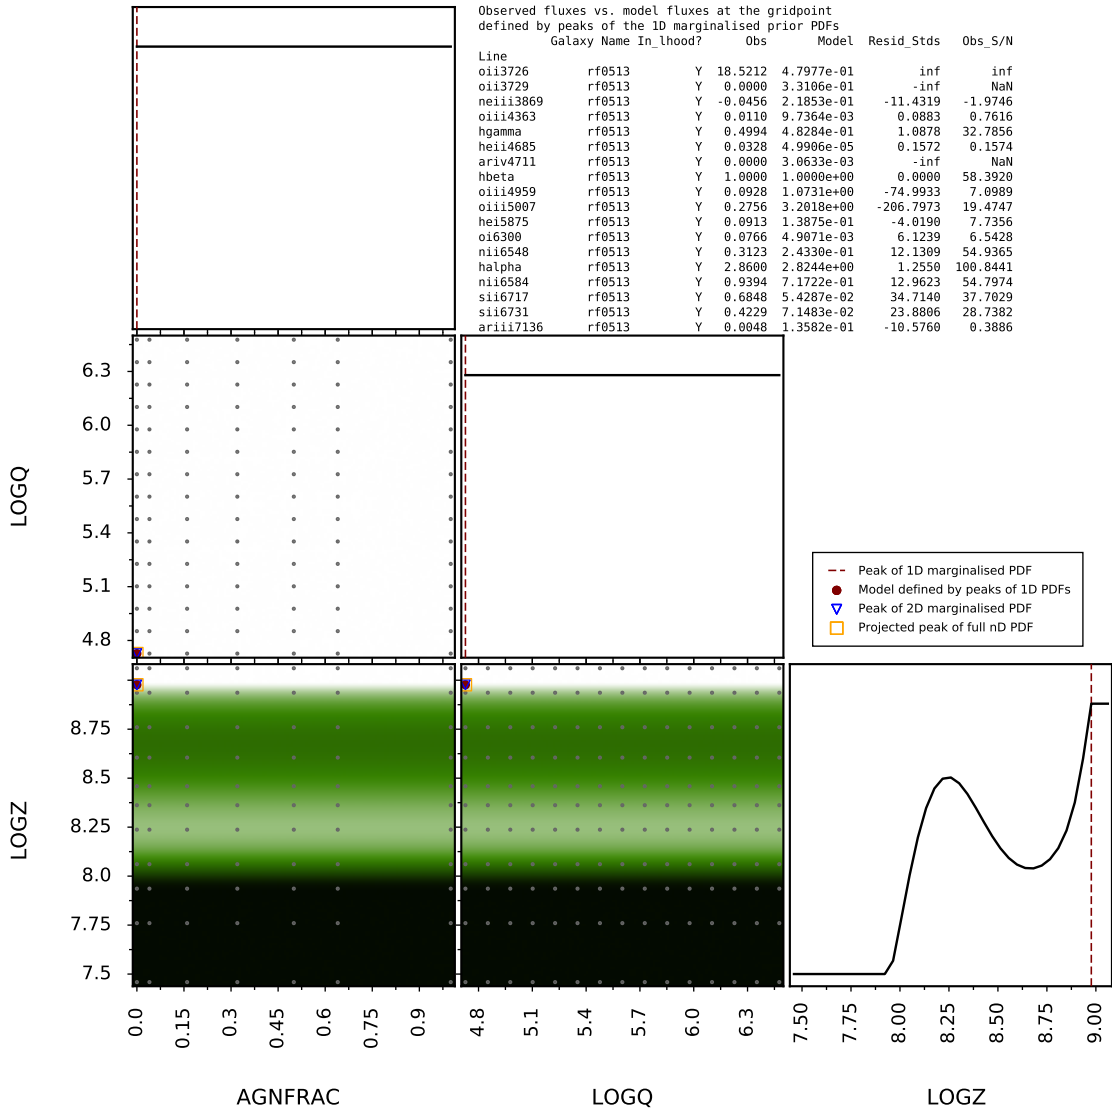 Observed fluxes vs. model fluxes at the gridpoint
defined by peaks of the 1D marginalised prior PDFs
Galaxy Name In_lhood? Obs Model Resid_Stds Obs_S/N
Line
oii3726 rf0513 Y 18.5212 4.7977e-01 inf inf
oii3729 rf0513 Y 0.0000 3.3106e-01 -inf NaN
neiii3869 rf0513 Y -0.0456 2.1853e-01 -11.4319 -1.9746
oiii4363 rf0513 Y 0.0110 9.7364e-03 0.0883 0.7616
hgamma rf0513 Y 0.4994 4.8284e-01 1.0878 32.7856
heii4685 rf0513 Y 0.0328 4.9906e-05 0.1572 0.1574
ariv4711 rf0513 Y 0.0000 3.0633e-03 -inf NaN
hbeta rf0513 Y 1.0000 1.0000e+00 0.0000 58.3920
oiii4959 rf0513 Y 0.0928 1.0731e+00 -74.9933 7.0989
oiii5007 rf0513 Y 0.2756 3.2018e+00 -206.7973 19.4747
hei5875 rf0513 Y 0.0913 1.3875e-01 -4.0190 7.7356
oi6300 rf0513 Y 0.0766 4.9071e-03 6.1239 6.5428
nii6548 rf0513 Y 0.3123 2.4330e-01 12.1309 54.9365
halpha rf0513 Y 2.8600 2.8244e+00 1.2550 100.8441
nii6584 rf0513 Y 0.9394 7.1722e-01 12.9623 54.7974
sii6717 rf0513 Y 0.6848 5.4287e-02 34.7140 37.7029
sii6731 rf0513 Y 0.4229 7.1483e-02 23.8806 28.7382
ariii7136 rf0513 Y 0.0048 1.3582e-01 -10.5760 0.3886
LOGQ
6.3
6.0
5.7
5.4
5.1
4.8
Peak of 1D marginalised PDF
Model defined by peaks of 1D PDFs
Peak of 2D marginalised PDF
Projected peak of full nD PDF
LOGZ
8.75
8.5
8.25
8.0
7.75
7.5
0.0 0.15 0.3 0.45 0.6 0.75 0.9
4.8 5.1 5.4 5.7 6.0 6.3
7.50 7.75 8.00 8.25 8.50 8.75 9.00
AGNFRAC LOGQ LOGZ